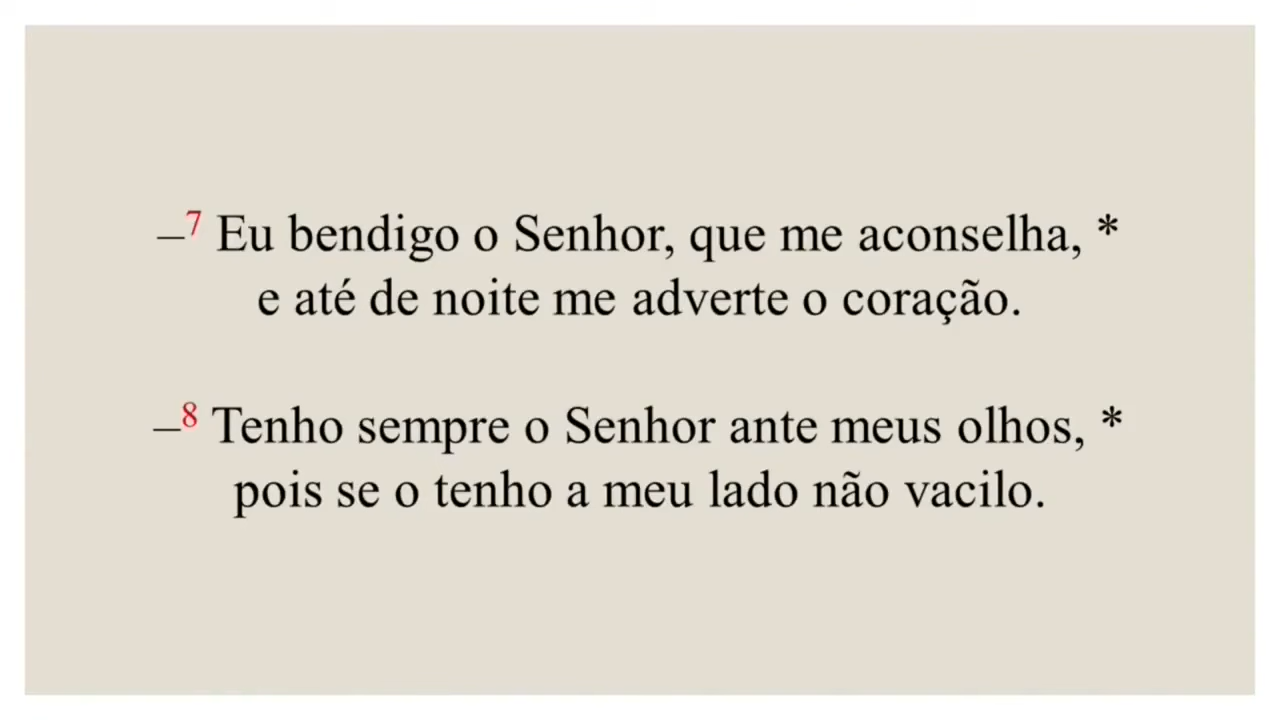 –⁷ Eu bendigo o Senhor, que me aconselha, *
e até de noite me adverte o coração.
–⁸ Tenho sempre o Senhor ante meus olhos, *
pois se o tenho a meu lado não vacilo.